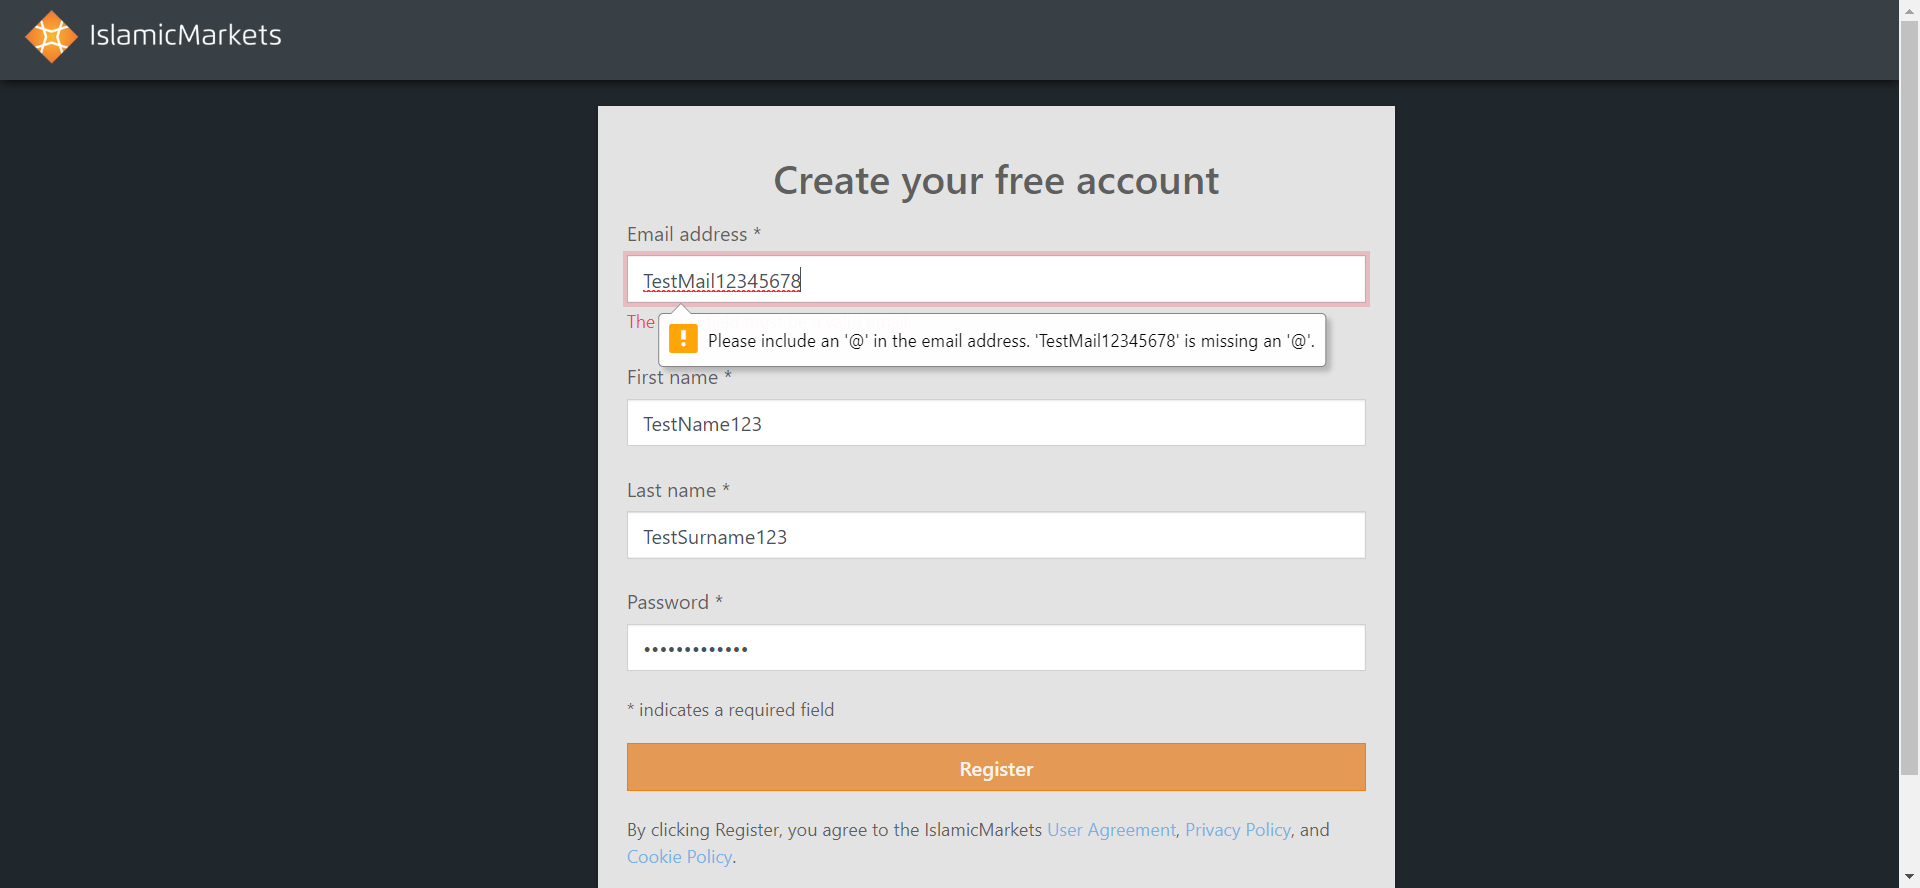 IslamicMarkets
Create your free account
Email address *
TestMail12345678
The
Please include an '@' in the email address. 'TestMail12345678' is missing an '@'.
First name *
TestName123
Last name *
TestSurname123
Password *
•••••••••••••
* indicates a required field
Register
By clicking Register, you agree to the IslamicMarkets User Agreement, Privacy Policy, and
Cookie Policy.